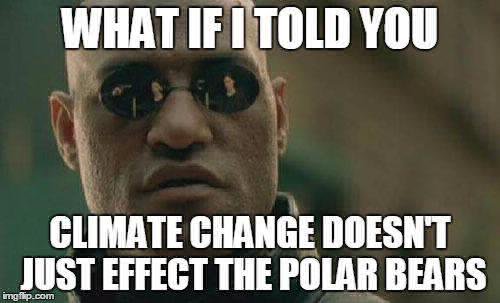 WHAT IF I TOLD YOU
CLIMATE CHANGE DOESN'T
JUST EFFECT THE POLAR BEARS
imgflip.com